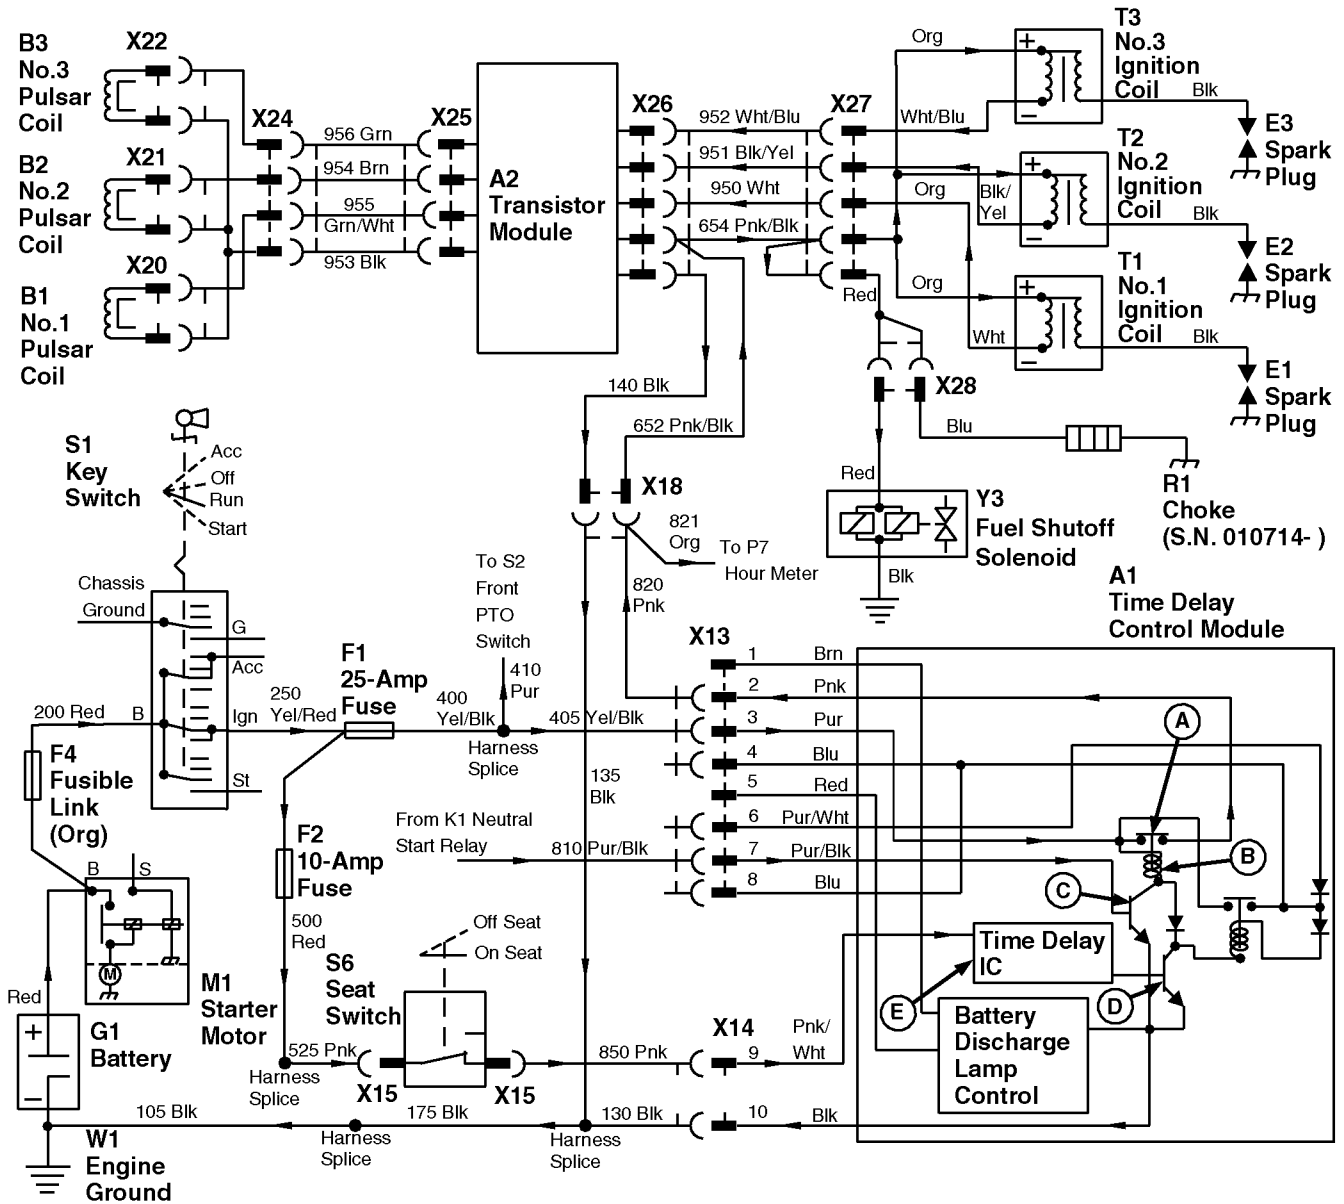 B3
No.3
Pulsar
Coil
X22
B2
No.2
Pulsar
Coil
X21
B1
No.1
Pulsar
Coil
X20
X24
956 Grn
954 Brn
955
Grn/Wht
953 Blk
X25
A2
Transistor
Module
X26
952 Wht/Blu
951 Blk/Yel
950 Wht
654 Pnk/Blk
X27
Org
Wht/Blu
Org
Blk/
Yel
Org
Red
Wht
+
−
T3
No.3
Ignition
Coil
Blk
E3
Spark
Plug
+
−
T2
No.2
Ignition
Coil
Blk
E2
Spark
Plug
+
−
T1
No.1
Ignition
Coil
Blk
E1
Spark
Plug
140 Blk
652 Pnk/Blk
X18
X28
Blu
Red
R1
Choke
(S.N. 010714- )
Y3
Fuel Shutoff
Solenoid
Blk
S1
Key
Switch
Acc
Off
Run
Start
821
Org
To P7
Hour Meter
820
Pnk
To S2
Front
PTO
Switch
410
Pur
Chassis
Ground
G
Acc
B
Ign
St
200 Red
F4
Fusible
Link
(Org)
250
Yel/Red
F1
25-Amp
Fuse
400
Yel/Blk
Harness
Splice
405 Yel/Blk
135
Blk
F2
10-Amp
Fuse
500
Red
From K1 Neutral
Start Relay
810 Pur/Blk
X13
1
Brn
2
Pnk
3
Pur
4
Blu
5
Red
6
Pur/Wht
7
Pur/Blk
8
Blu
A1
Time Delay
Control Module
A
B
C
D
E
Time Delay
IC
Battery
Discharge
Lamp
Control
B
S
M
M1
Starter
Motor
Red
+
−
G1
Battery
S6
Seat
Switch
Off Seat
On Seat
525 Pnk
Harness
Splice
X15
X15
850 Pnk
X14
9
Pnk/
Wht
10
Blk
105 Blk
175 Blk
130 Blk
Harness
Splice
Harness
Splice
W1
Engine
Ground